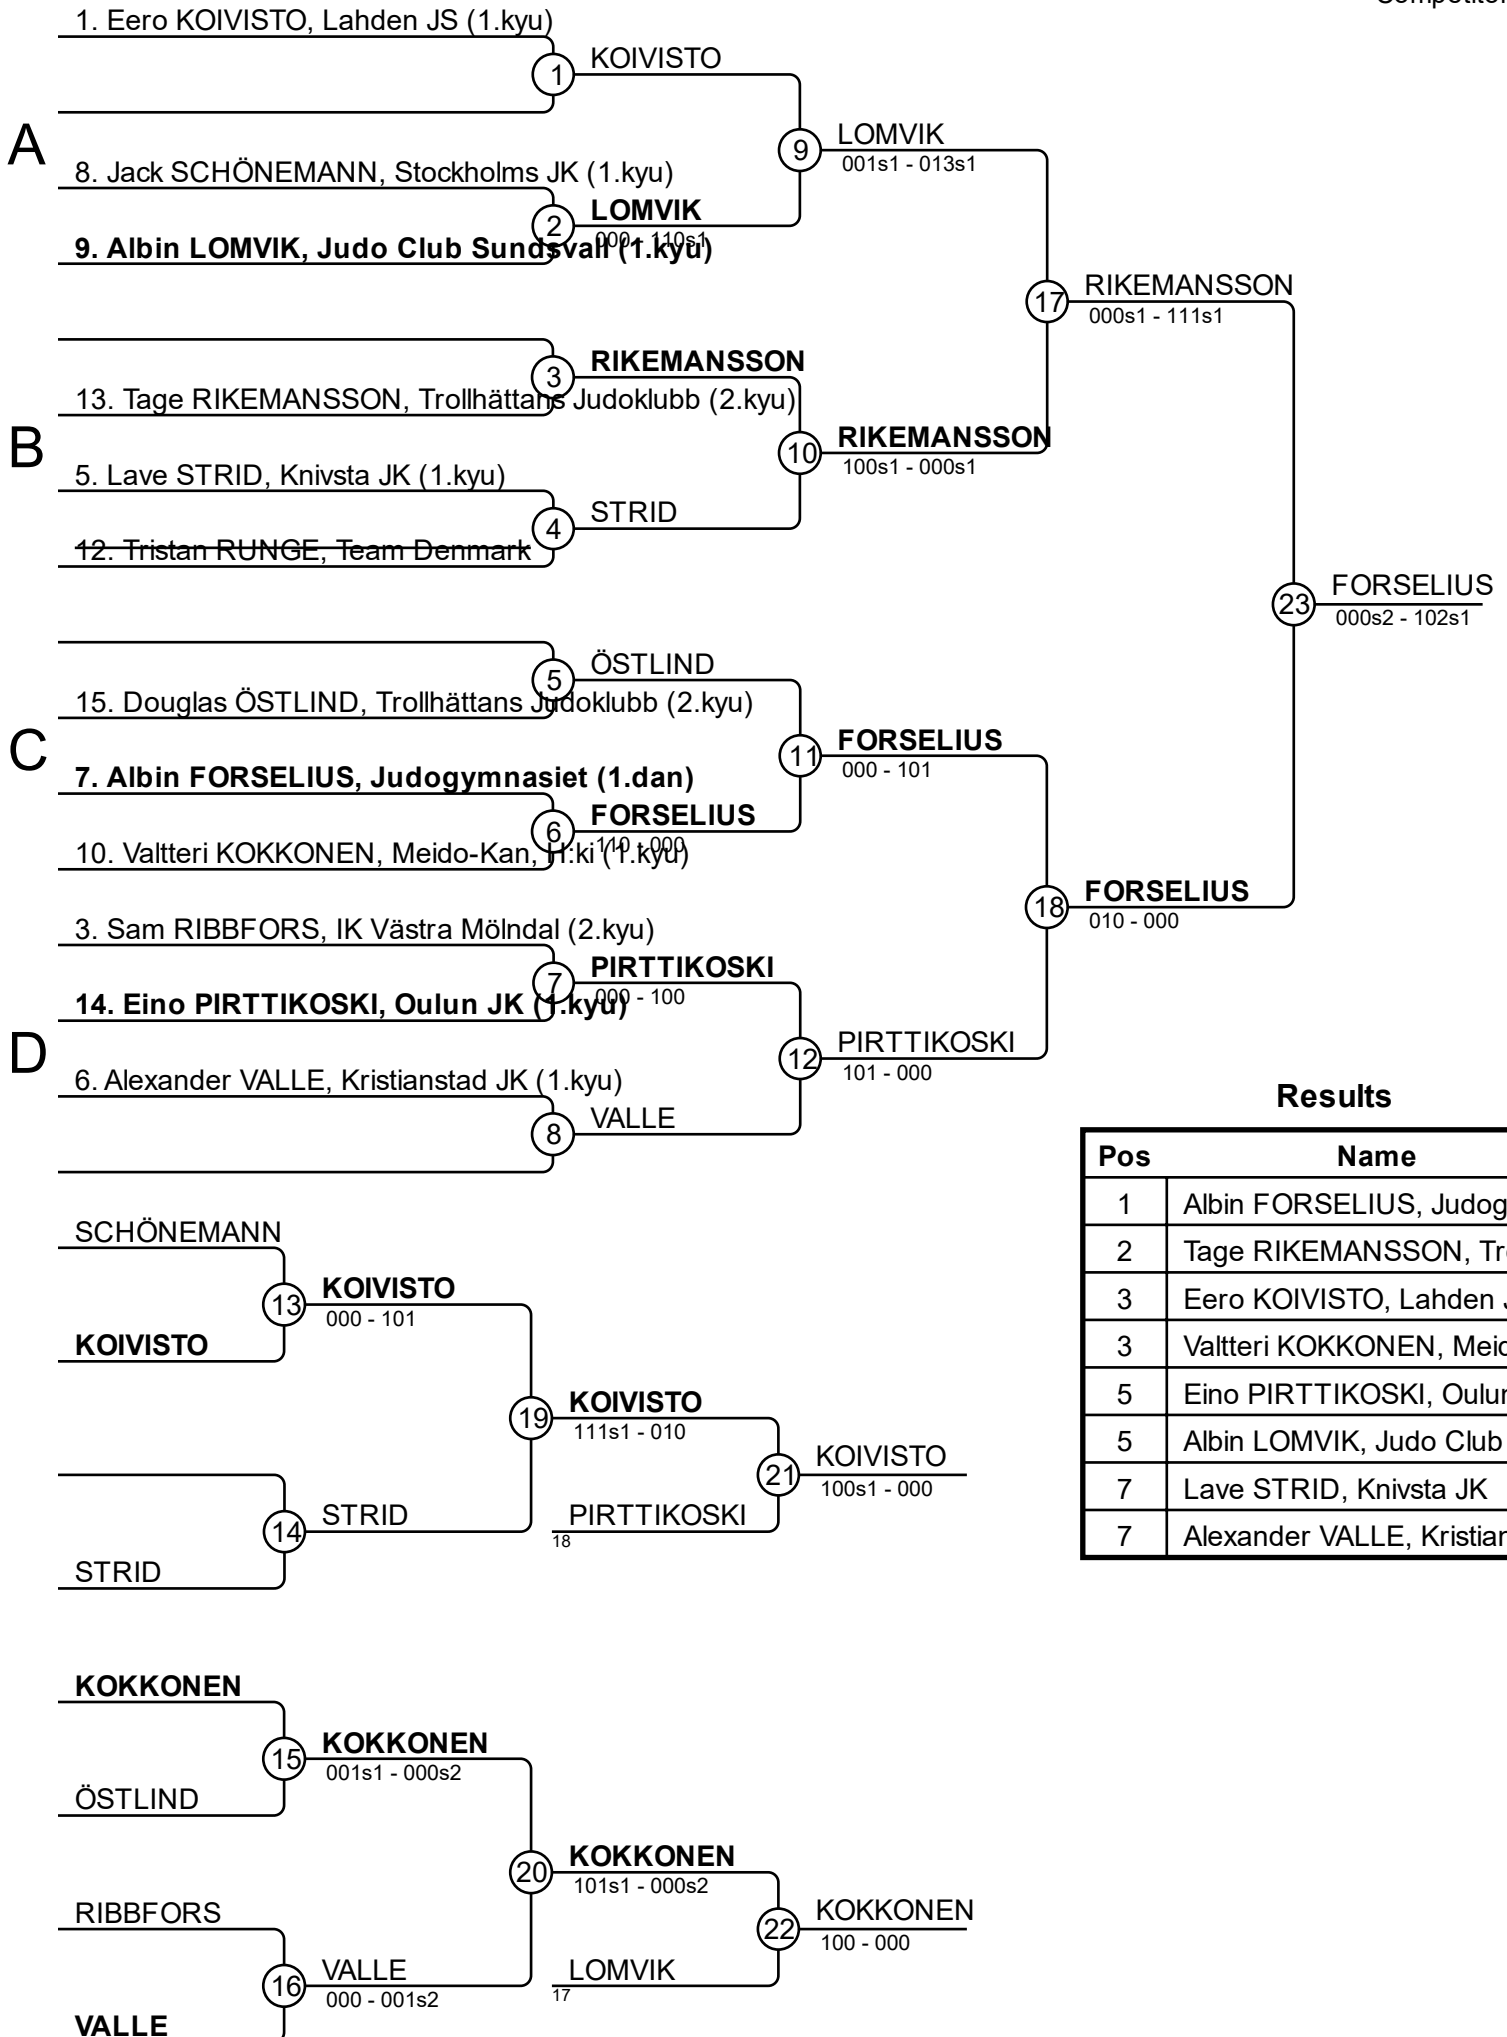 1. Eero KOIVISTO, Lahden JS (1.kyu)
1
KOIVISTO
A
8. Jack SCHÖNEMANN, Stockholms JK (1.kyu)
2
LOMVIK
000 - 110s1
9. Albin LOMVIK, Judo Club Sundsvall (1.kyu)
9
LOMVIK
001s1 - 013s1
3
RIKEMANSSON
13. Tage RIKEMANSSON, Trollhättans Judoklubb (2.kyu)
B
5. Lave STRID, Knivsta JK (1.kyu)
4
STRID
12. Tristan RUNGE, Team Denmark
10
RIKEMANSSON
100s1 - 000s1
17
RIKEMANSSON
000s1 - 111s1
5
ÖSTLIND
15. Douglas ÖSTLIND, Trollhättans Judoklubb (2.kyu)
C
7. Albin FORSELIUS, Judogymnasiet (1.dan)
6
FORSELIUS
110 - 000
10. Valtteri KOKKONEN, Meido-Kan, H:ki (1.kyu)
11
FORSELIUS
000 - 101
3. Sam RIBBFORS, IK Västra Mölndal (2.kyu)
7
PIRTTIKOSKI
000 - 100
14. Eino PIRTTIKOSKI, Oulun JK (1.kyu)
D
6. Alexander VALLE, Kristianstad JK (1.kyu)
8
VALLE
12
PIRTTIKOSKI
101 - 000
18
FORSELIUS
010 - 000
23
FORSELIUS
000s2 - 102s1
Results
Pos Name
1 Albin FORSELIUS, Judog
2 Tage RIKEMANSSON, Tr
3 Eero KOIVISTO, Lahden
3 Valtteri KOKKONEN, Meid
5 Eino PIRTTIKOSKI, Oulun
5 Albin LOMVIK, Judo Club
7 Lave STRID, Knivsta JK
7 Alexander VALLE, Kristian
SCHÖNEMANN
13
KOIVISTO
000 - 101
KOIVISTO
14
STRID
STRID
19
KOIVISTO
111s1 - 010
PIRTTIKOSKI
18
21
KOIVISTO
100s1 - 000
KOKKONEN
15
KOKKONEN
001s1 - 000s2
ÖSTLIND
RIBBFORS
16
VALLE
000 - 001s2
VALLE
20
KOKKONEN
101s1 - 000s2
LOMVIK
17
22
KOKKONEN
100 - 000